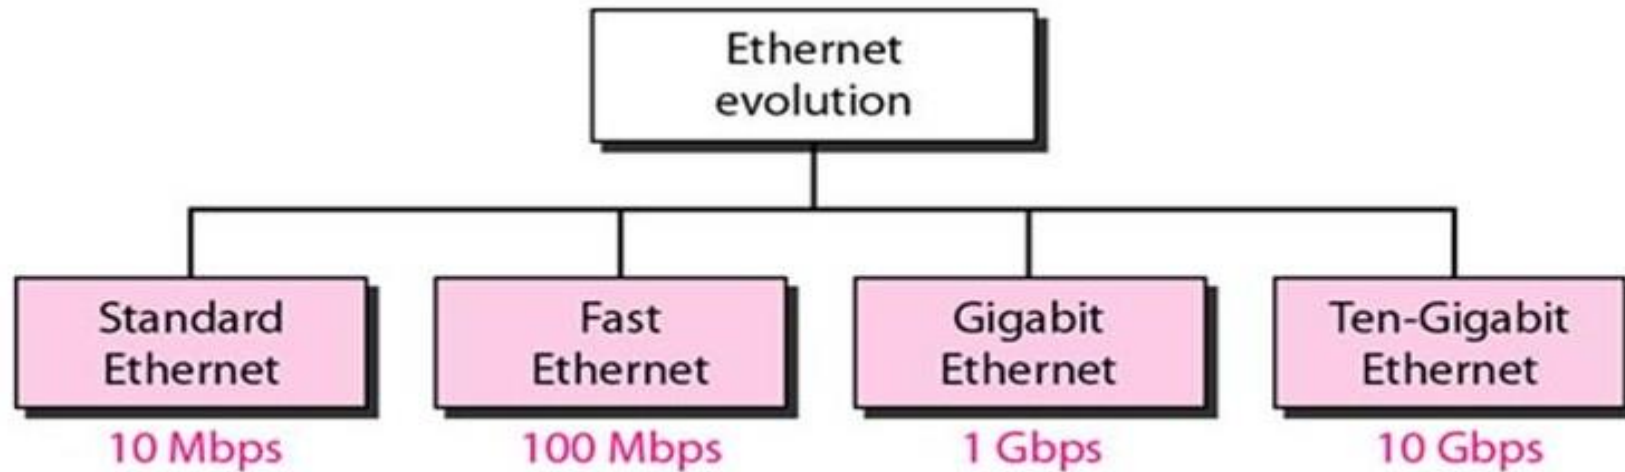 Ethernet
evolution
Standard
Ethernet
Fast
Ethernet
Gigabit
Ethernet
Ten-Gigabit
Ethernet
10 Mbps
100 Mbps
1 Gbps
10 Gbps